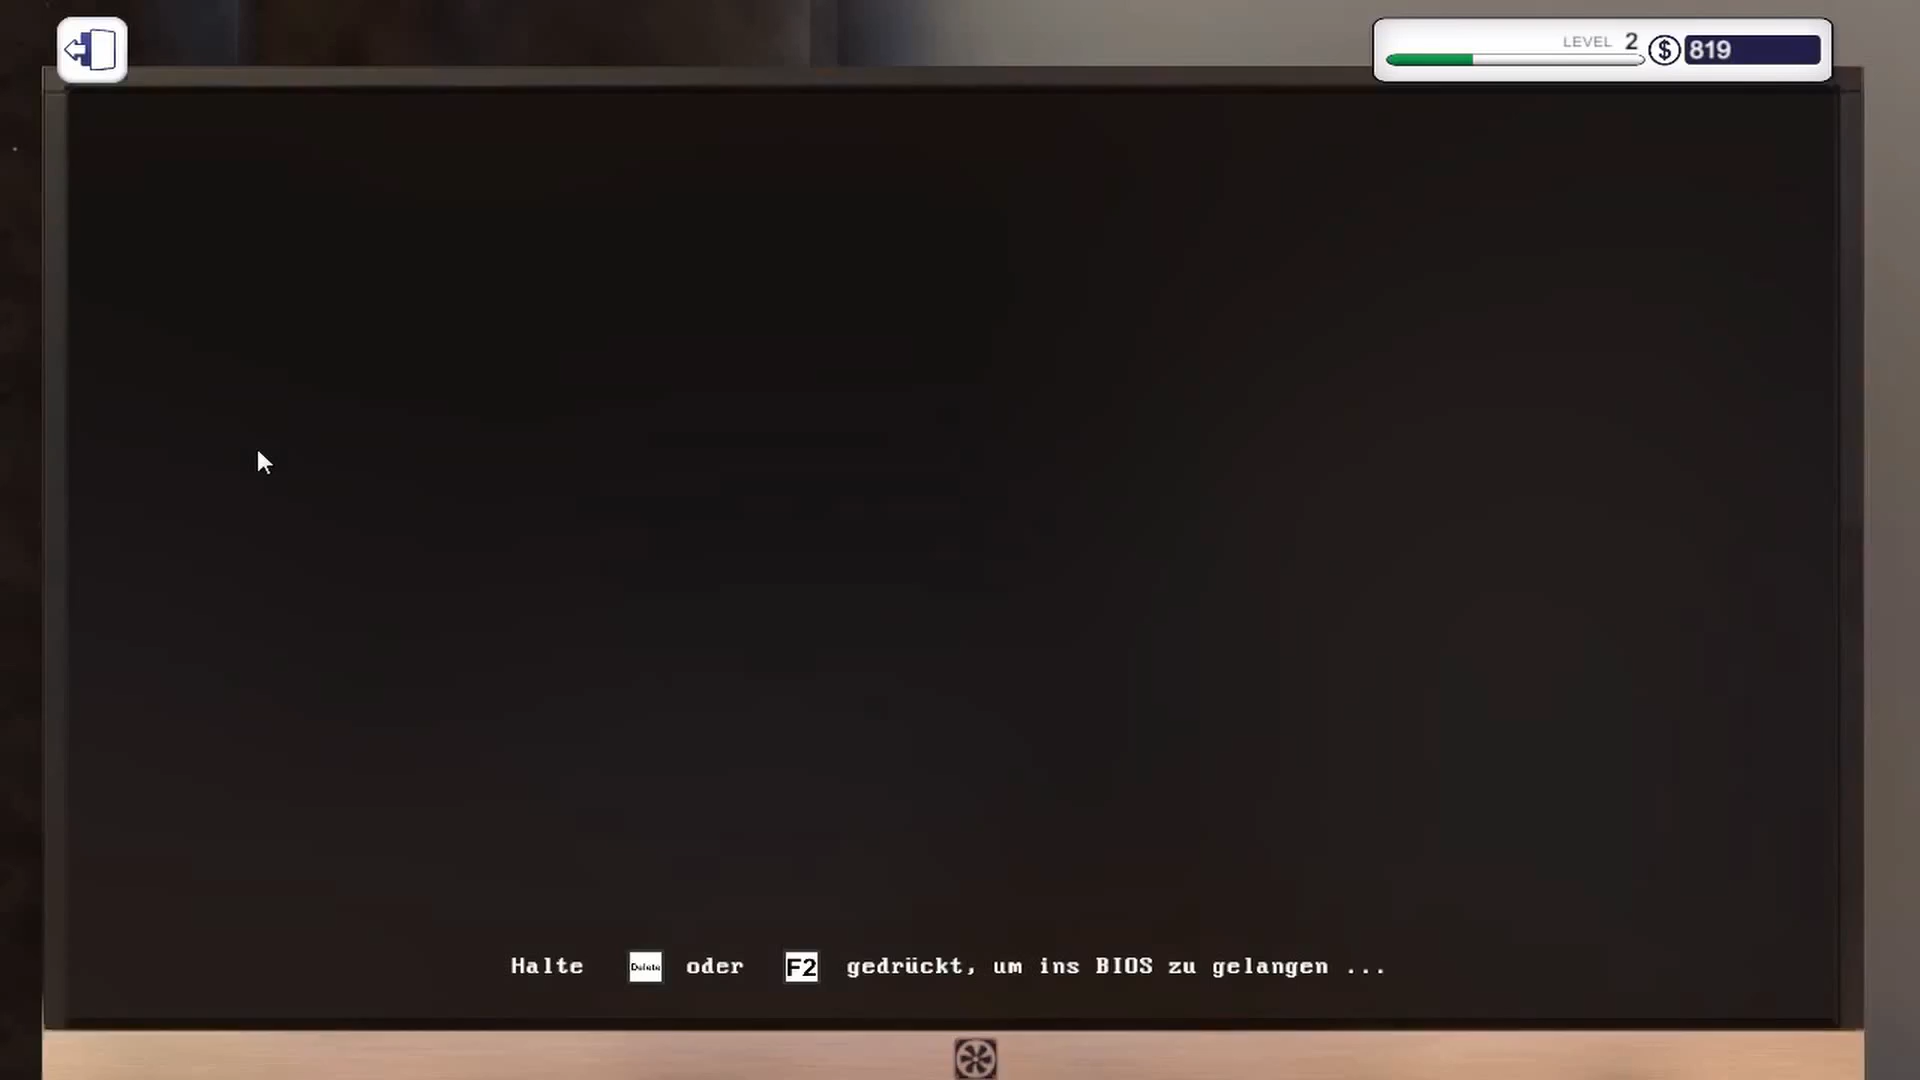 LEVEL 2 $ 819
Halte Delete oder F2 gedrückt, um ins BIOS zu gelangen ...